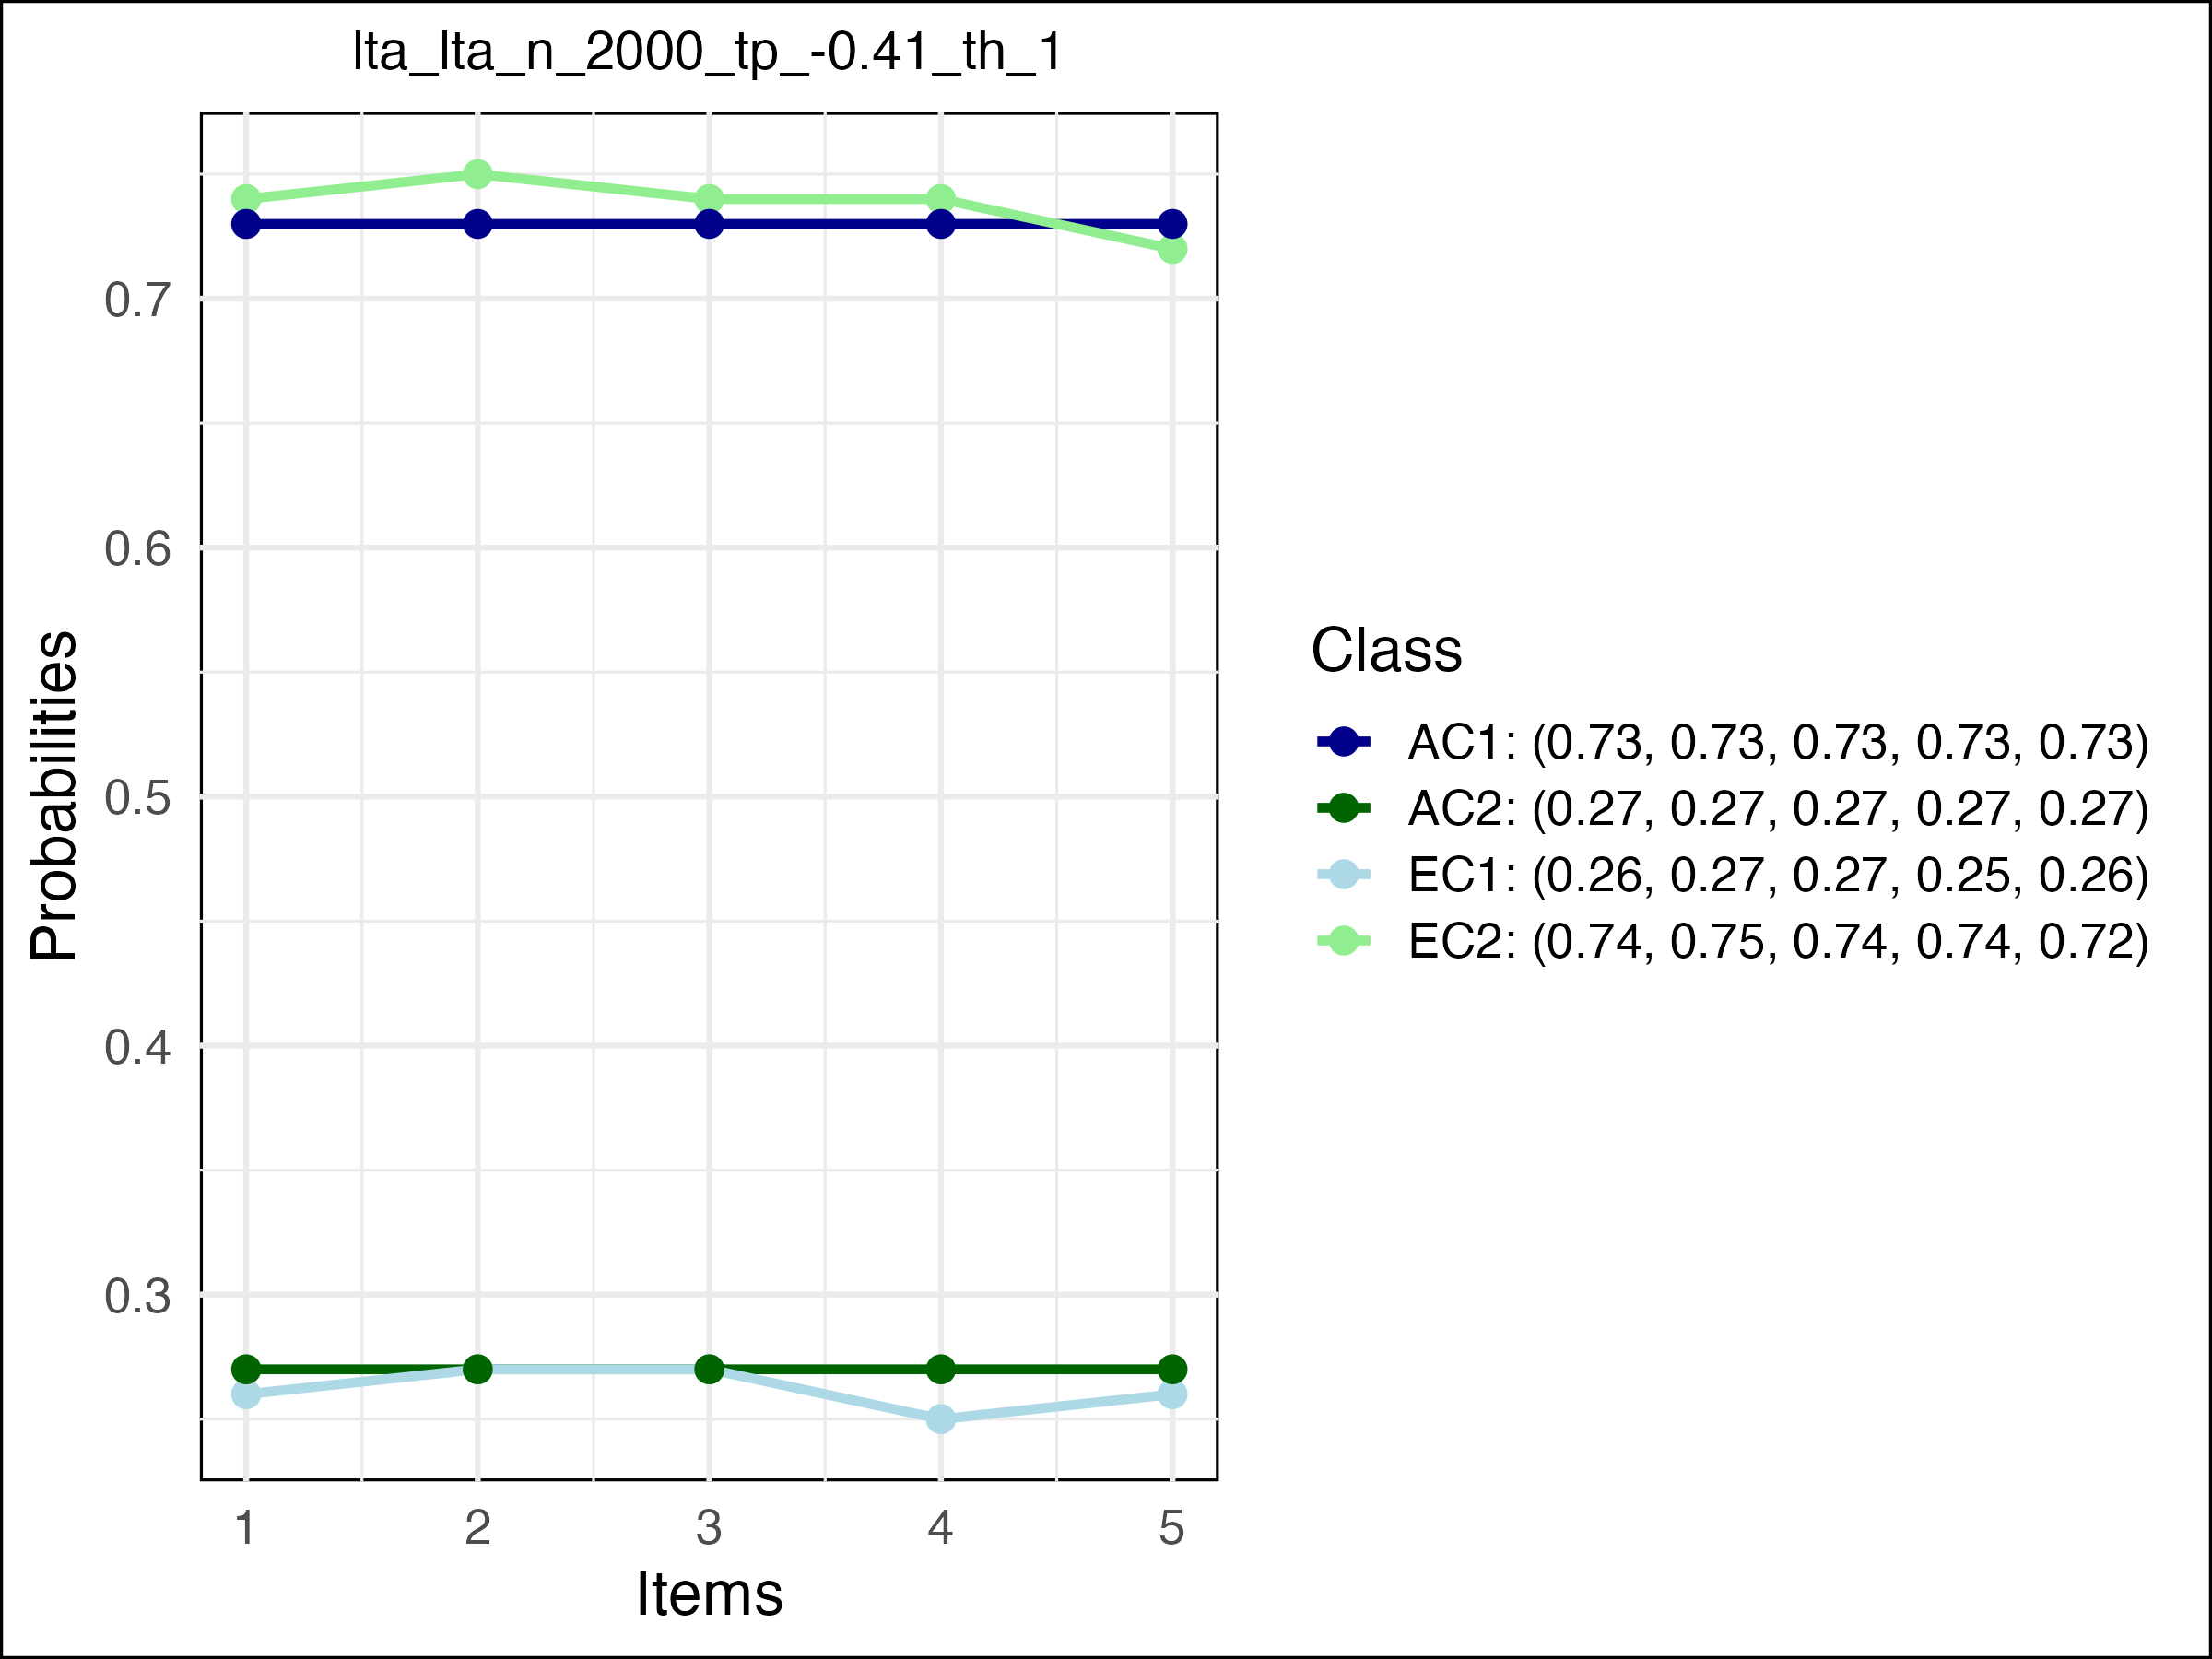 lta_lta_n_2000_tp_-0.41_th_1
Probabilities
0.7
0.6
0.5
0.4
0.3
1 2 3 4 5
Items
Class
AC1: (0.73, 0.73, 0.73, 0.73, 0.73)
AC2: (0.27, 0.27, 0.27, 0.27, 0.27)
EC1: (0.26, 0.27, 0.27, 0.25, 0.26)
EC2: (0.74, 0.75, 0.74, 0.74, 0.72)